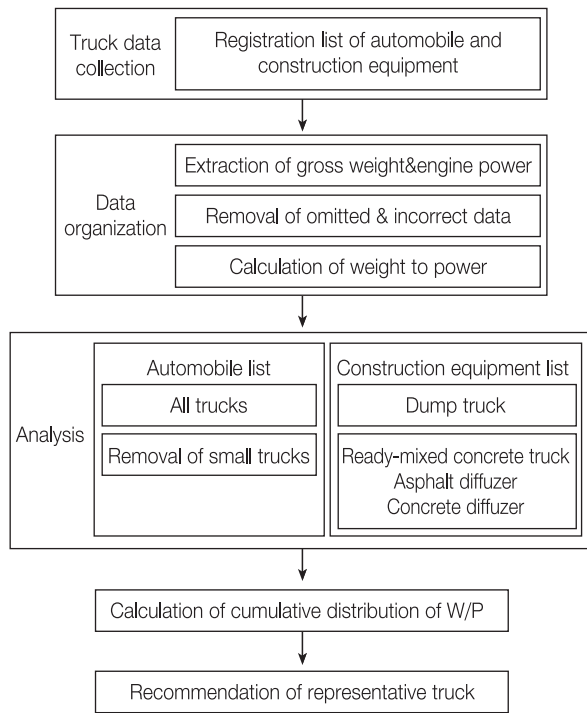 Truck data
collection
Registration list of automobile and
construction equipment
Data
organization
Extraction of gross weight&engine power
Removal of omitted & incorrect data
Calculation of weight to power
Analysis
Automobile list
All trucks
Removal of small trucks
Construction equipment list
Dump truck
Ready-mixed concrete truck
Asphalt diffuzer
Concrete diffuzer
Calculation of cumulative distribution of W/P
Recommendation of representative truck